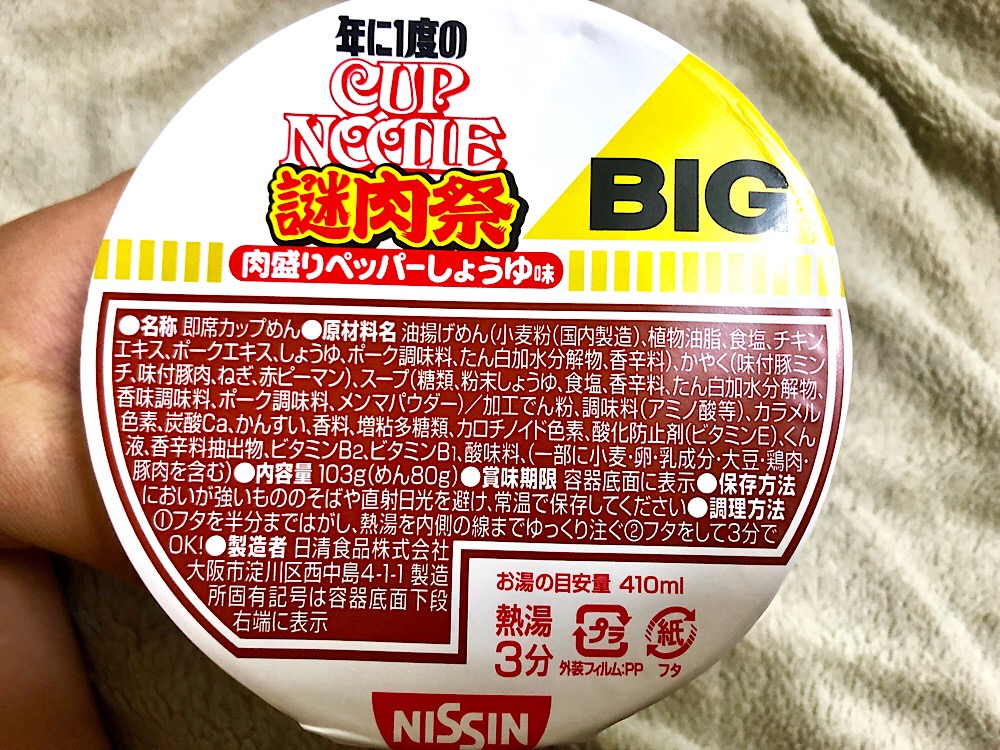 年に1度の
CUP
NOODLE
謎肉祭
BIG
肉盛りペッパーしょうゆ味
●名称 即席カップめん●原材料名 油揚げめん(小麦粉(国内製造)、植物油脂、食塩、チキン
エキス、ポークエキス、しょうゆ、ポーク調味料、たん白加水分解物、香辛料)、かやく(味付豚ミン
チ、味付豚肉、ねぎ、赤ピーマン)、スープ(糖類、粉末しょうゆ、食塩、香辛料、たん白加水分解物、
香味調味料、ポーク調味料、メンマパウダー)／加工でん粉、調味料(アミノ酸等)、カラメル
色素、炭酸Ca、かんすい、香料、増粘多糖類、カロチノイド色素、酸化防止剤(ビタミンE)、くん
液、香辛料抽出物、ビタミンB2、ビタミンB1、酸味料、(一部に小麦・卵・乳成分・大豆・鶏肉・
豚肉を含む)●内容量 103g(めん80g)●賞味期限 容器底面に表示●保存方法
においが強いもののそばや直射日光を避け、常温で保存してください●調理方法
①フタを半分まではがし、熱湯を内側の線までゆっくり注ぐ②フタをして3分で
OK!●製造者 日清食品株式会社
大阪市淀川区西中島4-1-1 製造
所固有記号は容器底面下段
右端に表示
お湯の目安量 410ml
熱湯
3分
プラ
外装フィルム:PP
紙
フタ
NISSIN